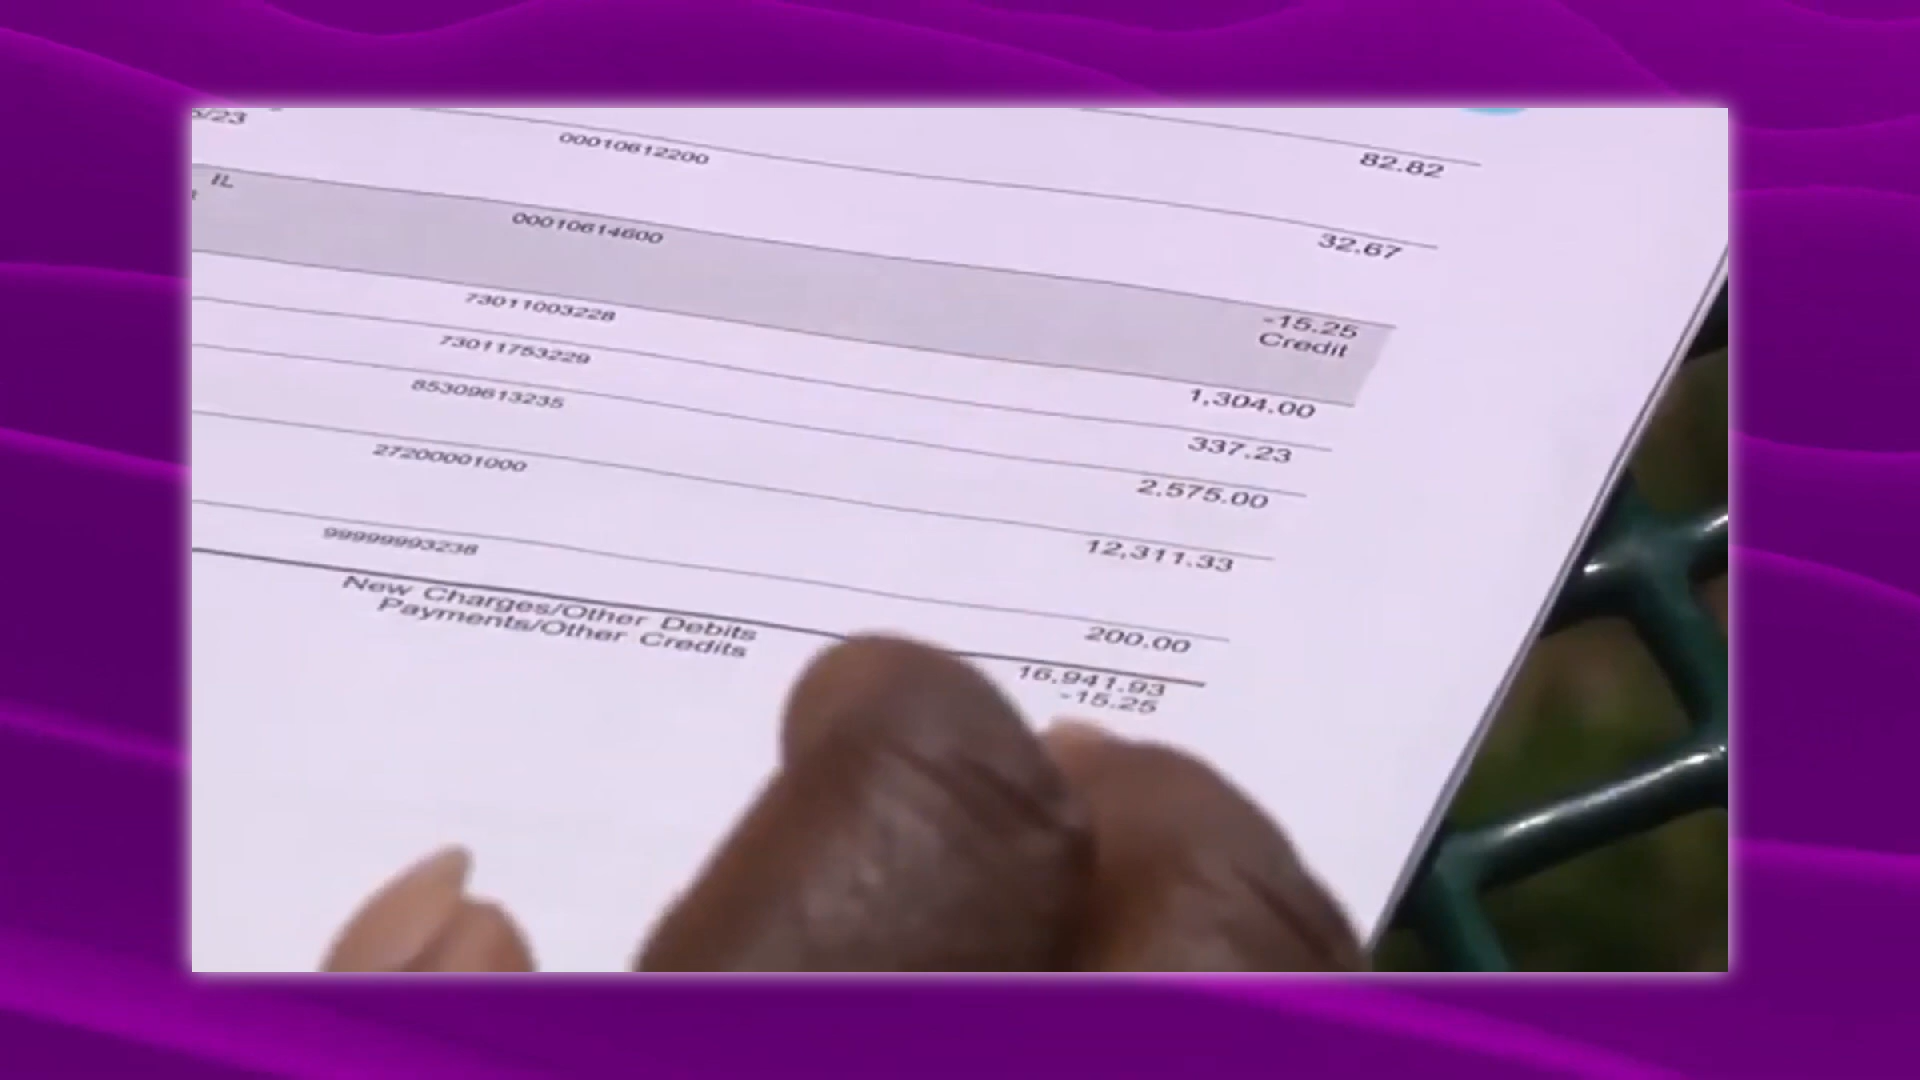 5/23
00010612200 82.82
IL
00010614600 32.67
73011003228 -15.25
Credit
73011753229 1,304.00
85309613235 337.23
2,575.00
27200001000
12,311.33
99999993236 200.00
New Charges/Other Debits 16,941.93
Payments/Other Credits -15.25